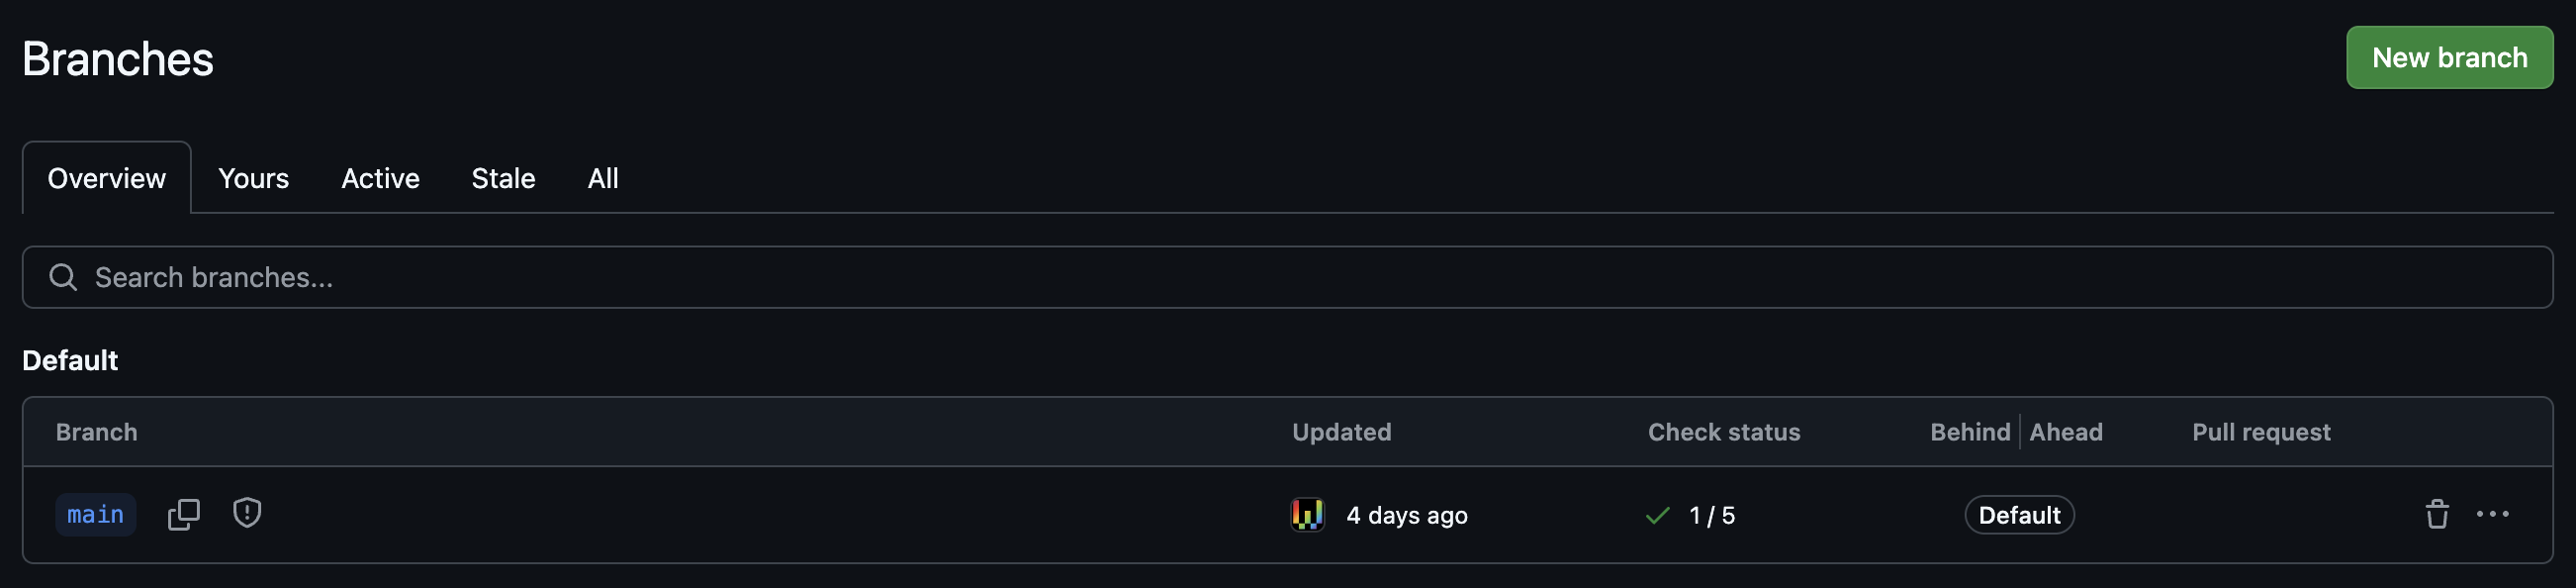 Branches
New branch
Overview Yours Active Stale All
Search branches...
Default
Branch Updated Check status Behind Ahead Pull request
main 4 days ago 1 / 5 Default